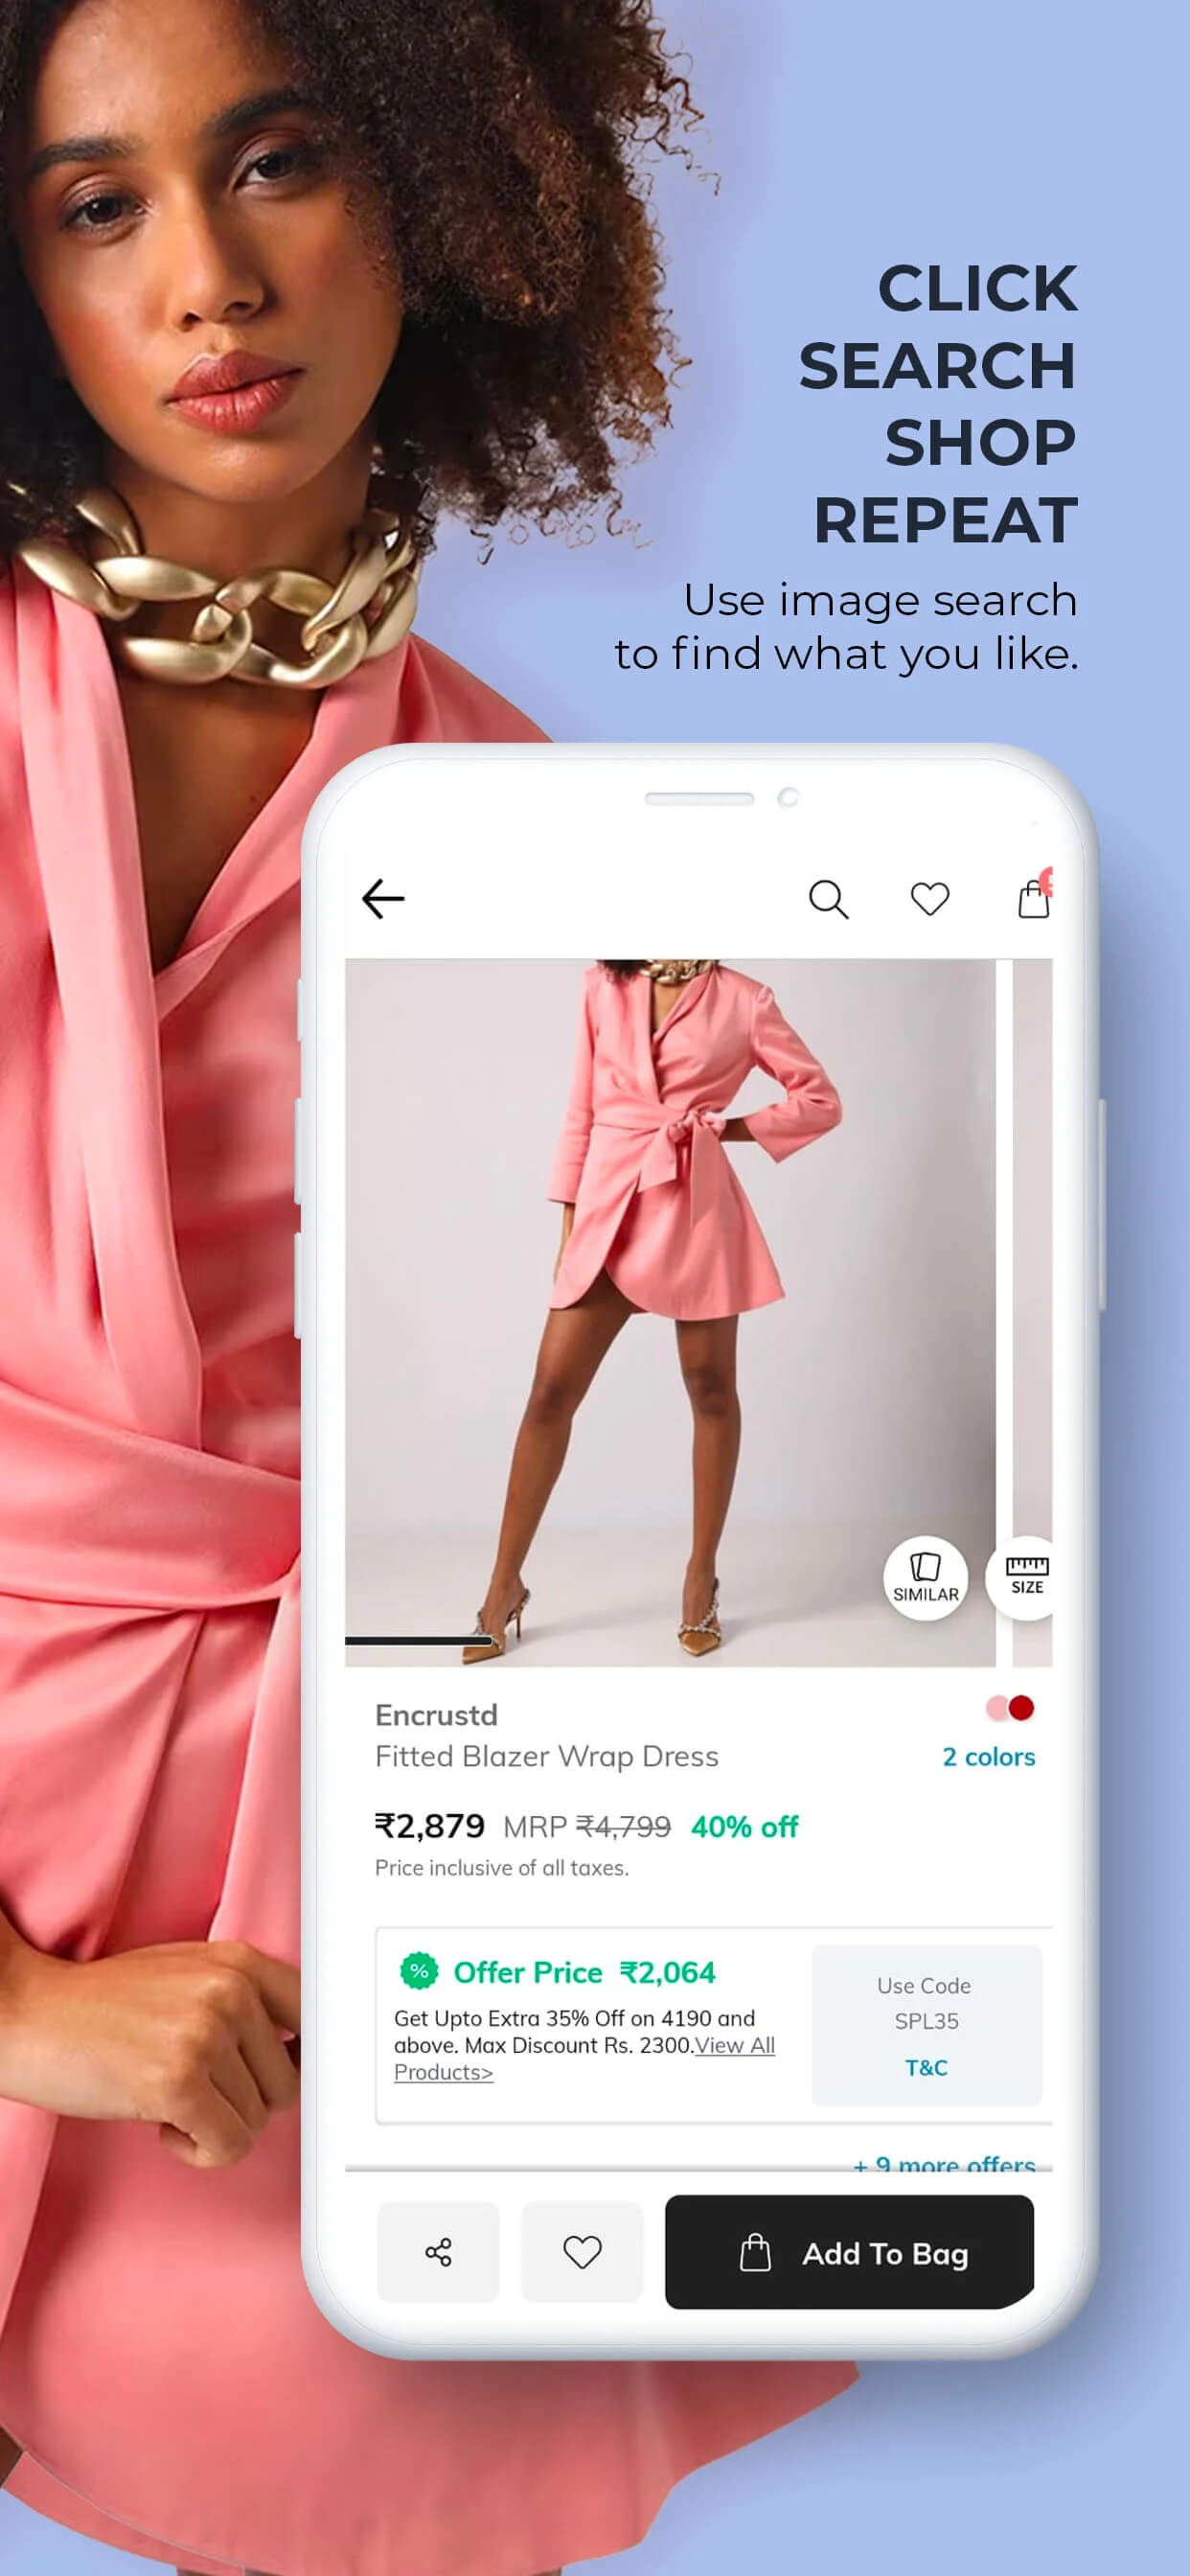 CLICK
SEARCH
SHOP
REPEAT
Use image search
to find what you like.
SIMILAR
SIZE
Encrustd
Fitted Blazer Wrap Dress
2 colors
₹2,879 MRP ₹4,799 40% off
Price inclusive of all taxes.
% Offer Price ₹2,064
Get Upto Extra 35% Off on 4190 and
above. Max Discount Rs. 2300.View All
Products>
Use Code
SPL35
T&C
+ 9 more offers
Add To Bag